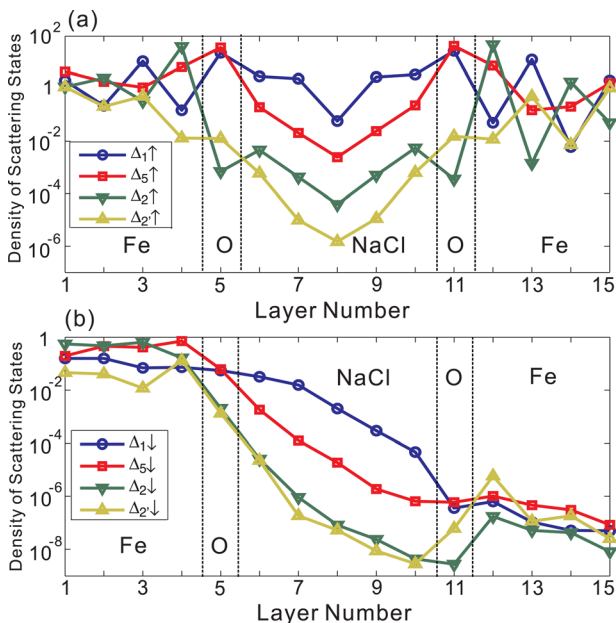 (a)
Density of Scattering States
10²
1
10⁻²
10⁻⁴
10⁻⁶
Δ₁↑
Δ₅↑
Δ₂↑
Δ₂'↑
Fe
O
NaCl
O
Fe
1 3 5 7 9 11 13 15
Layer Number
(b)
Density of Scattering States
1
10⁻²
10⁻⁴
10⁻⁶
10⁻⁸
NaCl
O
Fe
Δ₁↓
Δ₅↓
Δ₂↓
Δ₂'↓
Fe
O
1 3 5 7 9 11 13 15
Layer Number